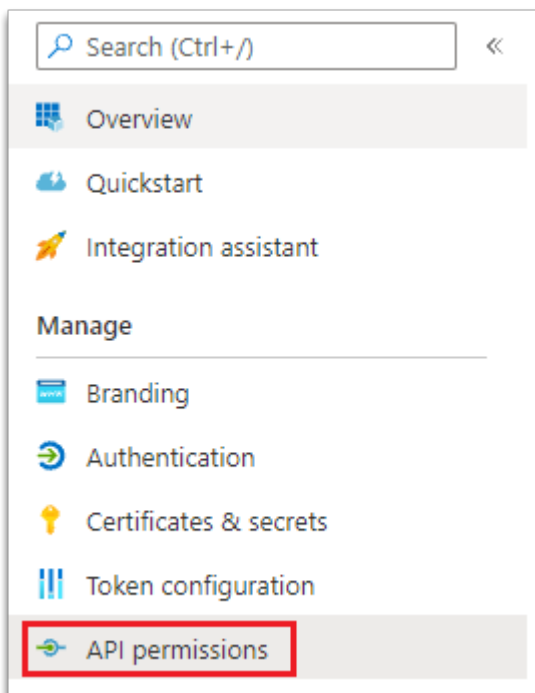 Search (Ctrl+/)
Overview
Quickstart
Integration assistant
Manage
Branding
Authentication
Certificates & secrets
Token configuration
API permissions